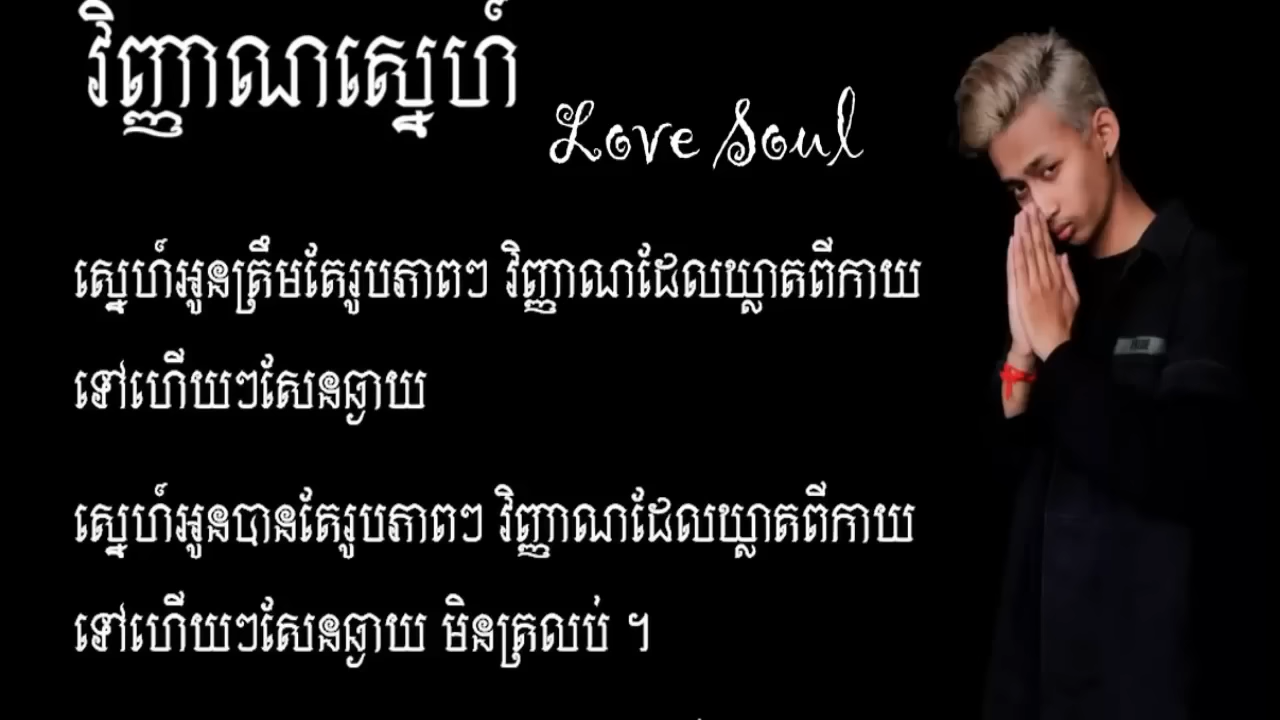 វិញ្ញាណស្នេហ៍
Love Soul
ស្នេហ៍អូនត្រឹមតែរូបភាពៗ វិញ្ញាណដែលឃ្លាតពីកាយ
ទៅហើយៗសែនឆ្ងាយ
ស្នេហ៍អូនបានតែរូបភាពៗ វិញ្ញាណដែលឃ្លាតពីកាយ
ទៅហើយៗសែនឆ្ងាយ មិនត្រលប់ ។